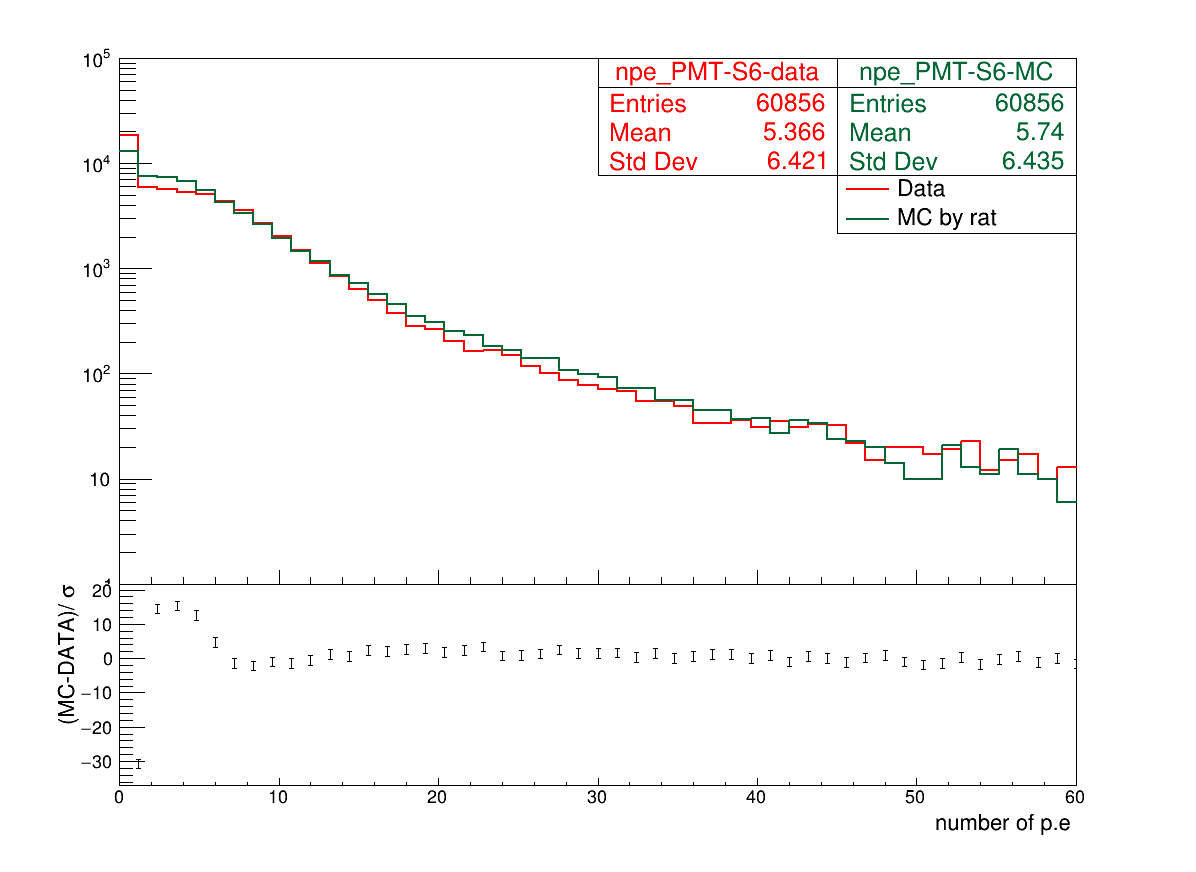 10^5
10^4
10^3
10^2
10
1
npe_PMT-S6-data
Entries 60856
Mean 5.366
Std Dev 6.421
npe_PMT-S6-MC
Entries 60856
Mean 5.74
Std Dev 6.435
Data
MC by rat
(MC-DATA)/ σ
20
10
0
−10
−20
−30
0 10 20 30 40 50 60
number of p.e